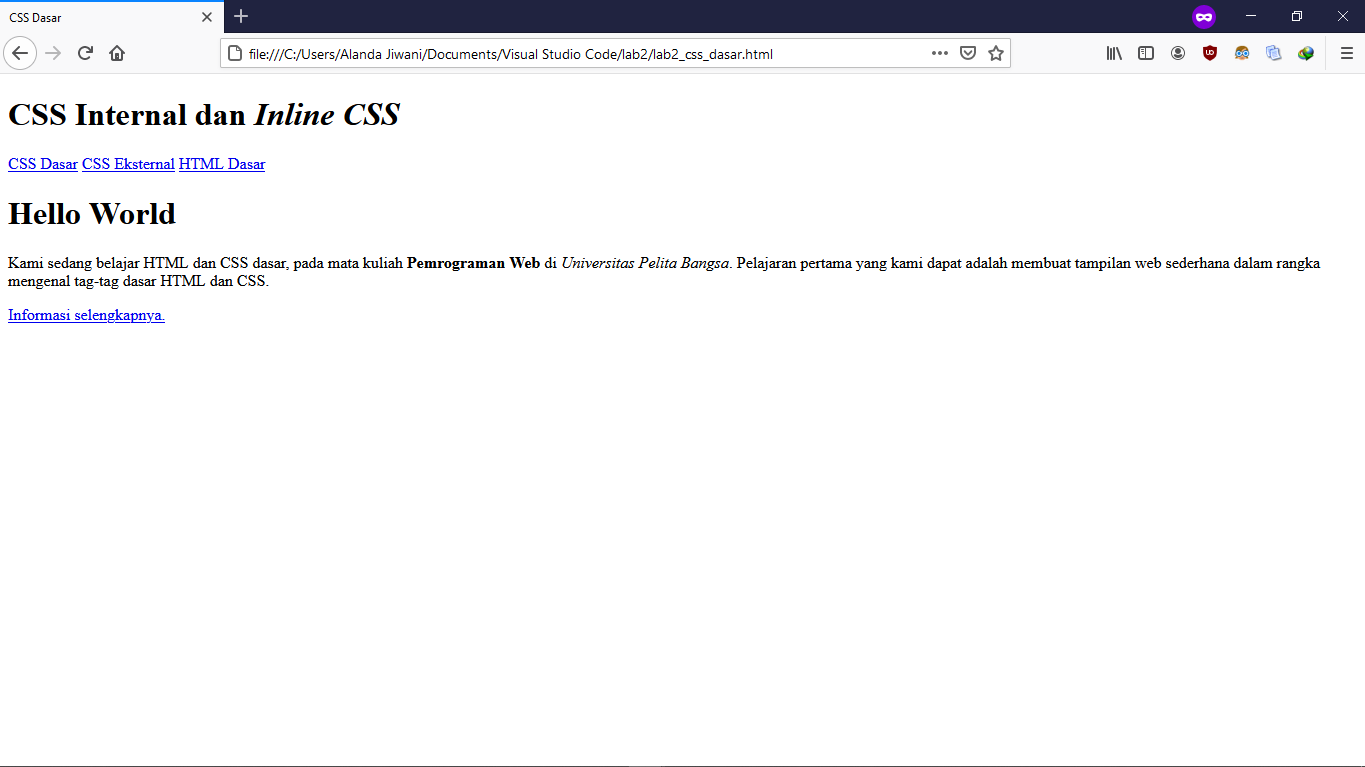 CSS Dasar
file:///C:/Users/Alanda Jiwani/Documents/Visual Studio Code/lab2/lab2_css_dasar.html
CSS Internal dan Inline CSS
CSS Dasar CSS Eksternal HTML Dasar
Hello World
Kami sedang belajar HTML dan CSS dasar, pada mata kuliah Pemrograman Web di Universitas Pelita Bangsa. Pelajaran pertama yang kami dapat adalah membuat tampilan web sederhana dalam rangka
mengenal tag-tag dasar HTML dan CSS.
Informasi selengkapnya.